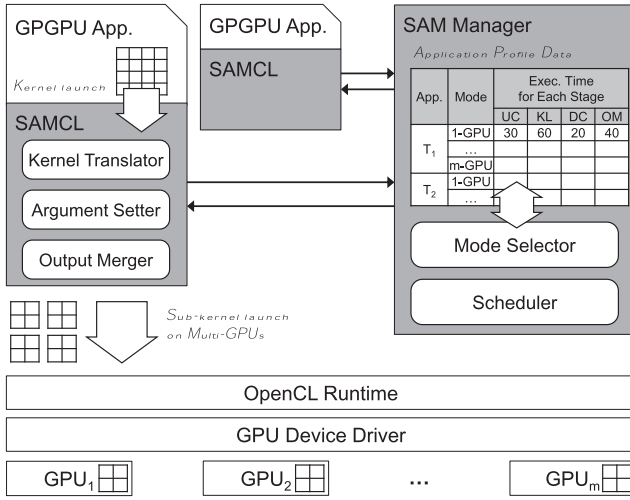 GPGPU App.
Kernel launch
SAMCL
Kernel Translator
Argument Setter
Output Merger
GPGPU App.
SAMCL
SAM Manager
Application Profile Data
App. Mode Exec. Time for Each Stage
UC KL DC OM
T1 1-GPU 30 60 20 40
...
m-GPU
T2 1-GPU
...
Mode Selector
Scheduler
Sub-kernel launch
on Multi-GPUs
OpenCL Runtime
GPU Device Driver
GPU1
GPU2
...
GPUm